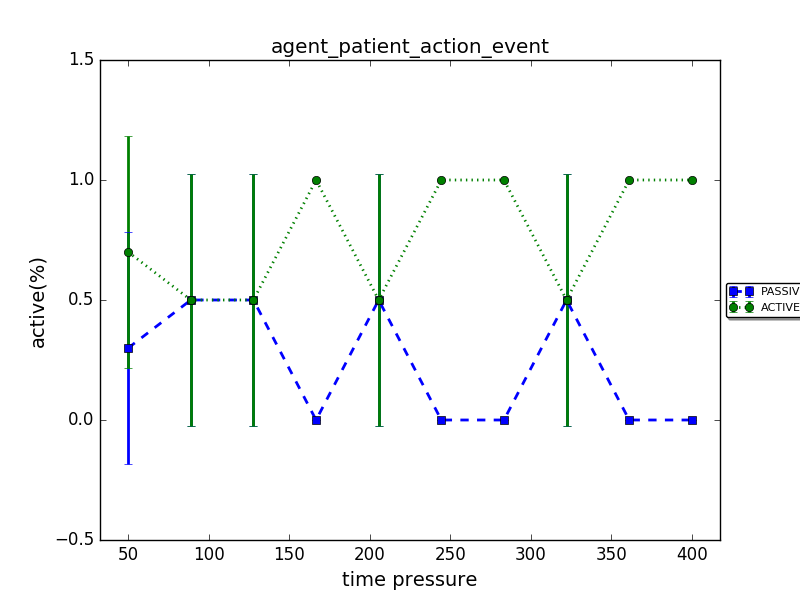 agent_patient_action_event
1.5
1.0
0.5
0.0
−0.5
active(%)
50 100 150 200 250 300 350 400
time pressure
PASSIV
ACTIVE